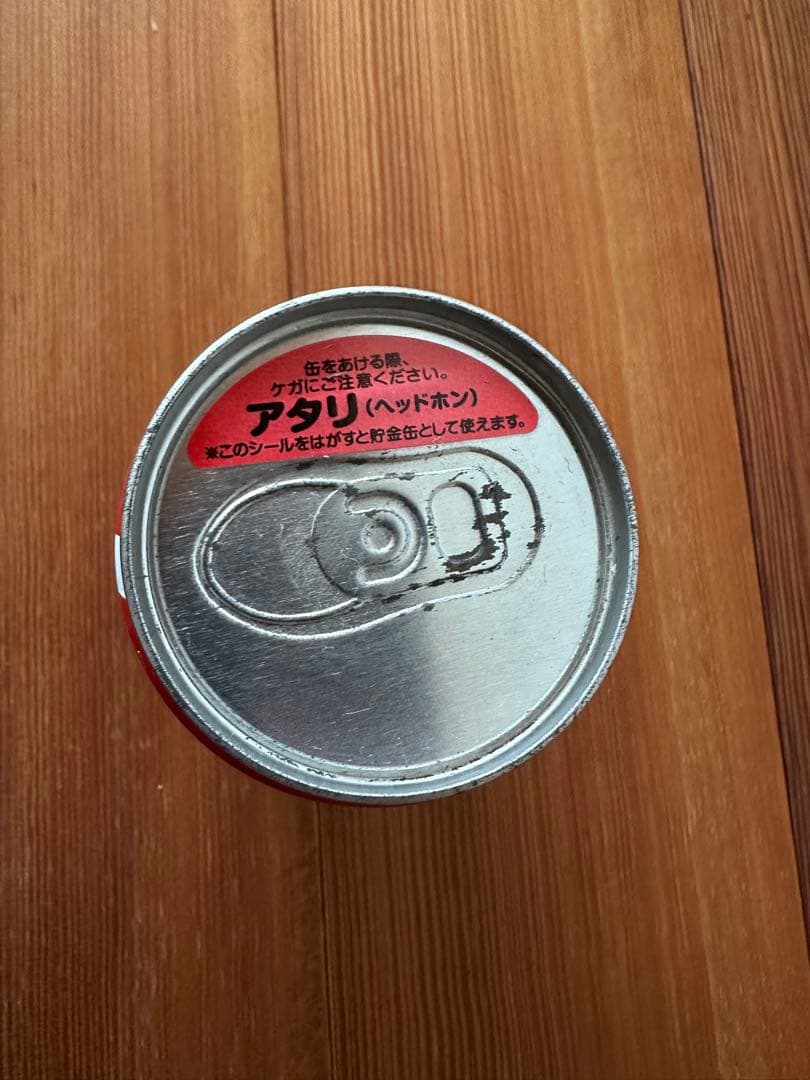 缶をあける際、
ケガにご注意ください。
アタリ(ヘッドホン)
※このシールをはがすと貯金缶として使えます。